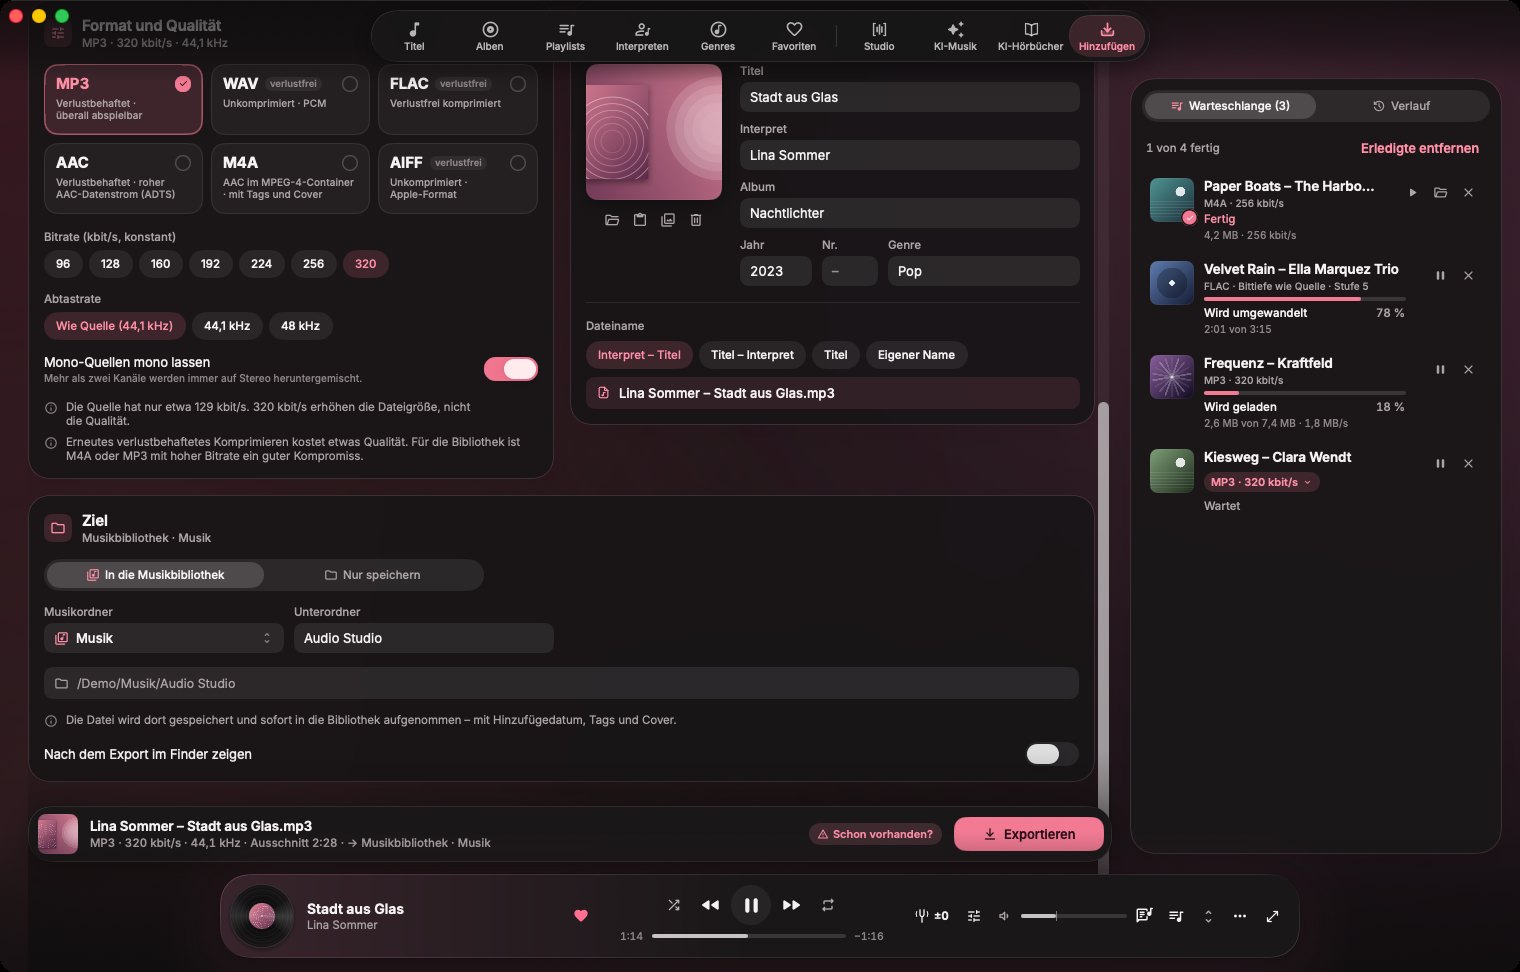 Format und Qualität
MP3 · 320 kbit/s · 44,1 kHz
Titel
Alben
Playlists
Interpreten
Genres
Favoriten
Studio
KI-Musik
KI-Hörbücher
Hinzufügen
MP3
Verlustbehaftet ·
überall abspielbar
WAV verlustfrei
Unkomprimiert · PCM
FLAC verlustfrei
Verlustfrei komprimiert
AAC
Verlustbehaftet · roher
AAC-Datenstrom (ADTS)
M4A
AAC im MPEG-4-Container
· mit Tags und Cover
AIFF verlustfrei
Unkomprimiert ·
Apple-Format
Bitrate (kbit/s, konstant)
96 128 160 192 224 256 320
Abtastrate
Wie Quelle (44,1 kHz) 44,1 kHz 48 kHz
Mono-Quellen mono lassen
Mehr als zwei Kanäle werden immer auf Stereo heruntergemischt.
Die Quelle hat nur etwa 129 kbit/s. 320 kbit/s erhöhen die Dateigröße, nicht
die Qualität.
Erneutes verlustbehaftetes Komprimieren kostet etwas Qualität. Für die Bibliothek ist
M4A oder MP3 mit hoher Bitrate ein guter Kompromiss.
Titel
Stadt aus Glas
Interpret
Lina Sommer
Album
Nachtlichter
Jahr Nr. Genre
2023 – Pop
Dateiname
Interpret – Titel Titel – Interpret Titel Eigener Name
Lina Sommer – Stadt aus Glas.mp3
Ziel
Musikbibliothek · Musik
In die Musikbibliothek Nur speichern
Musikordner Unterordner
Musik Audio Studio
/Demo/Musik/Audio Studio
Die Datei wird dort gespeichert und sofort in die Bibliothek aufgenommen – mit Hinzufügedatum, Tags und Cover.
Nach dem Export im Finder zeigen
Lina Sommer – Stadt aus Glas.mp3
MP3 · 320 kbit/s · 44,1 kHz · Ausschnitt 2:28 · → Musikbibliothek · Musik
Schon vorhanden?
Exportieren
Warteschlange (3) Verlauf
1 von 4 fertig Erledigte entfernen
Paper Boats – The Harbo...
M4A · 256 kbit/s
Fertig
4,2 MB · 256 kbit/s
Velvet Rain – Ella Marquez Trio
FLAC · Bittiefe wie Quelle · Stufe 5
Wird umgewandelt 78 %
2:01 von 3:15
Frequenz – Kraftfeld
MP3 · 320 kbit/s
Wird geladen 18 %
2,6 MB von 7,4 MB · 1,8 MB/s
Kiesweg – Clara Wendt
MP3 · 320 kbit/s
Wartet
Stadt aus Glas
Lina Sommer
1:14 −1:16
±0